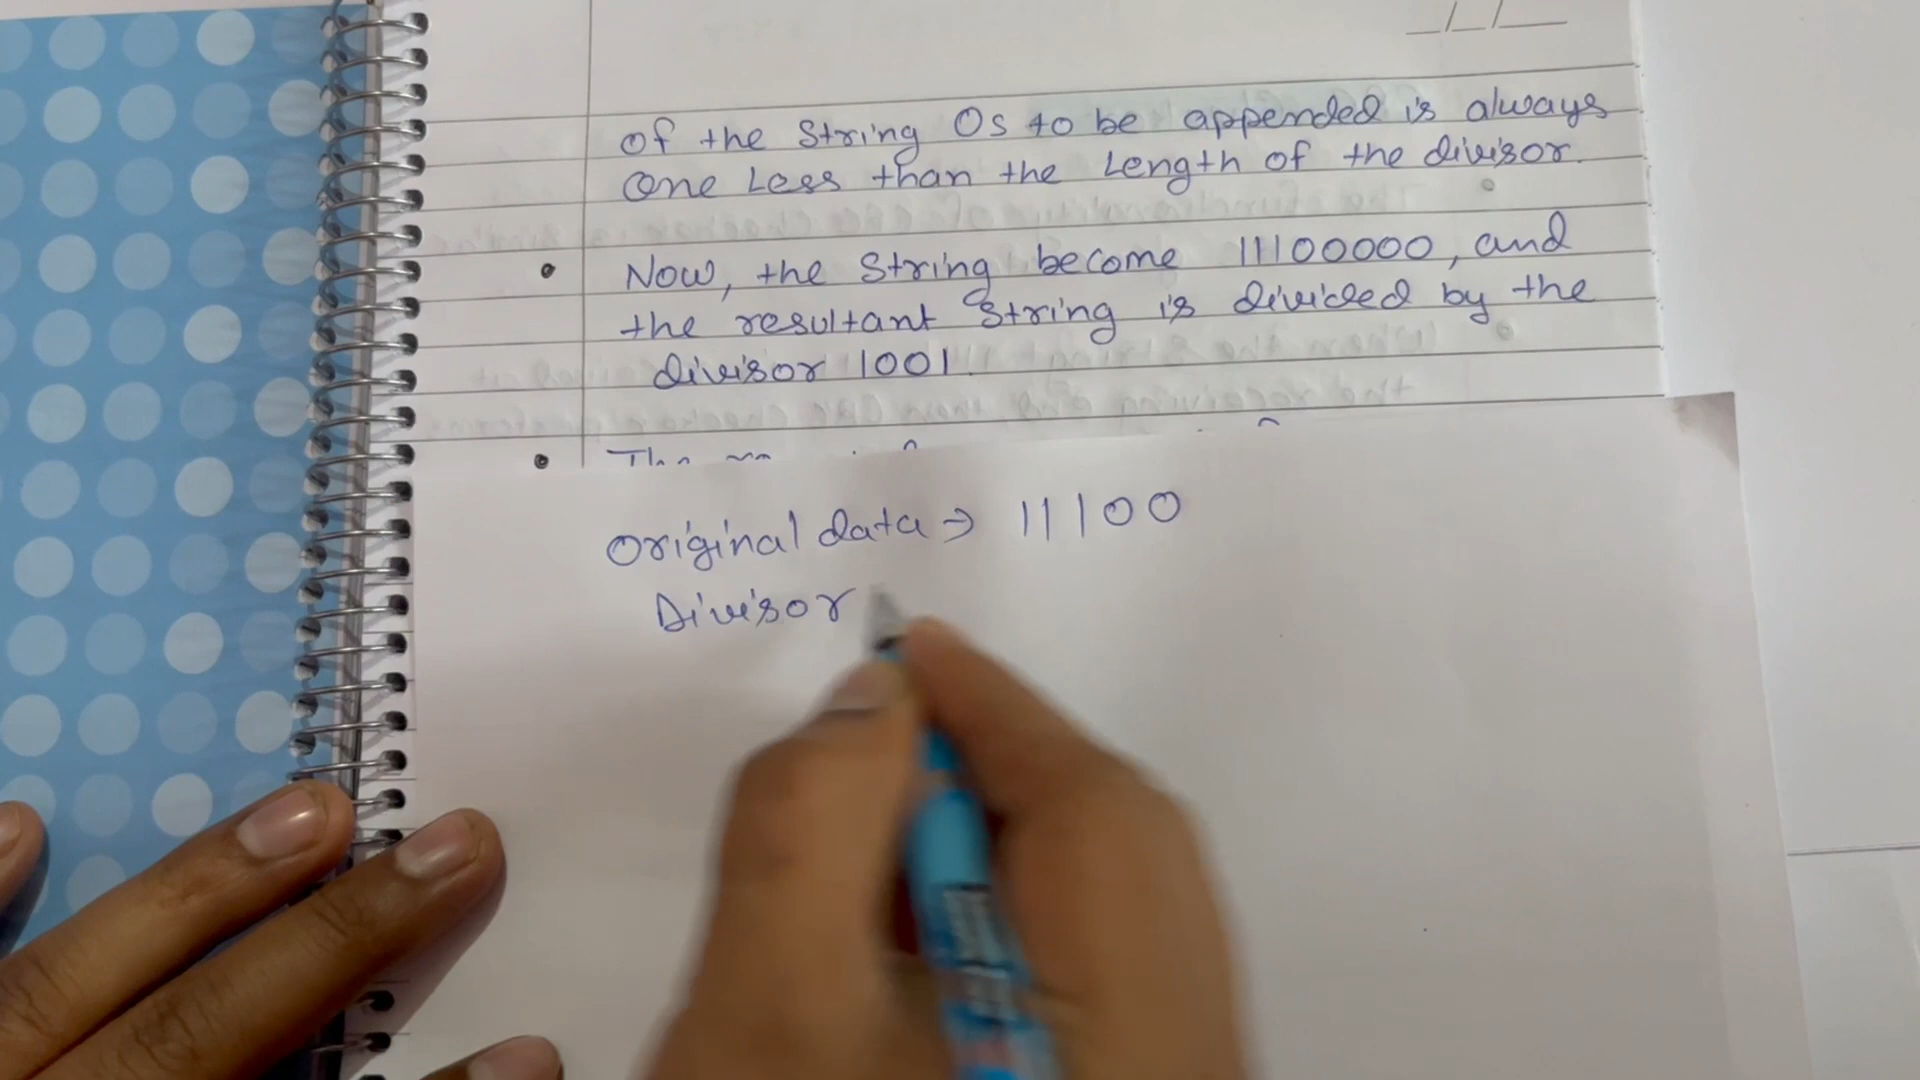 of the String Os to be appended is always
one Less than the Length of the divisor.
Now, the String become 11100000, and
the resultant String is divided by the
divisor 1001.
original data → 11100
Divisor